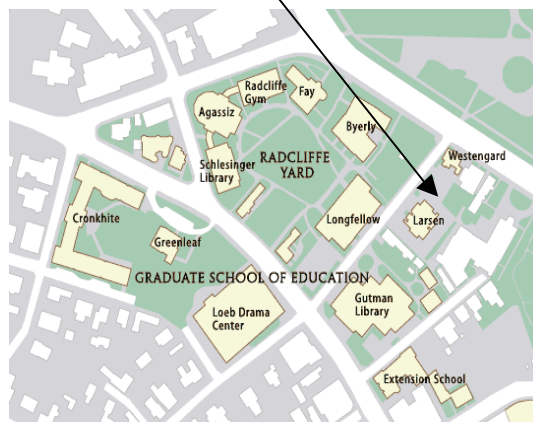 Radcliffe
Gym
Fay
Agassiz
Byerly
Westengard
Schlesinger
Library
RADCLIFFE
YARD
Cronkhite
Longfellow
Larsen
Greenleaf
GRADUATE SCHOOL OF EDUCATION
Loeb Drama
Center
Gutman
Library
Extension School